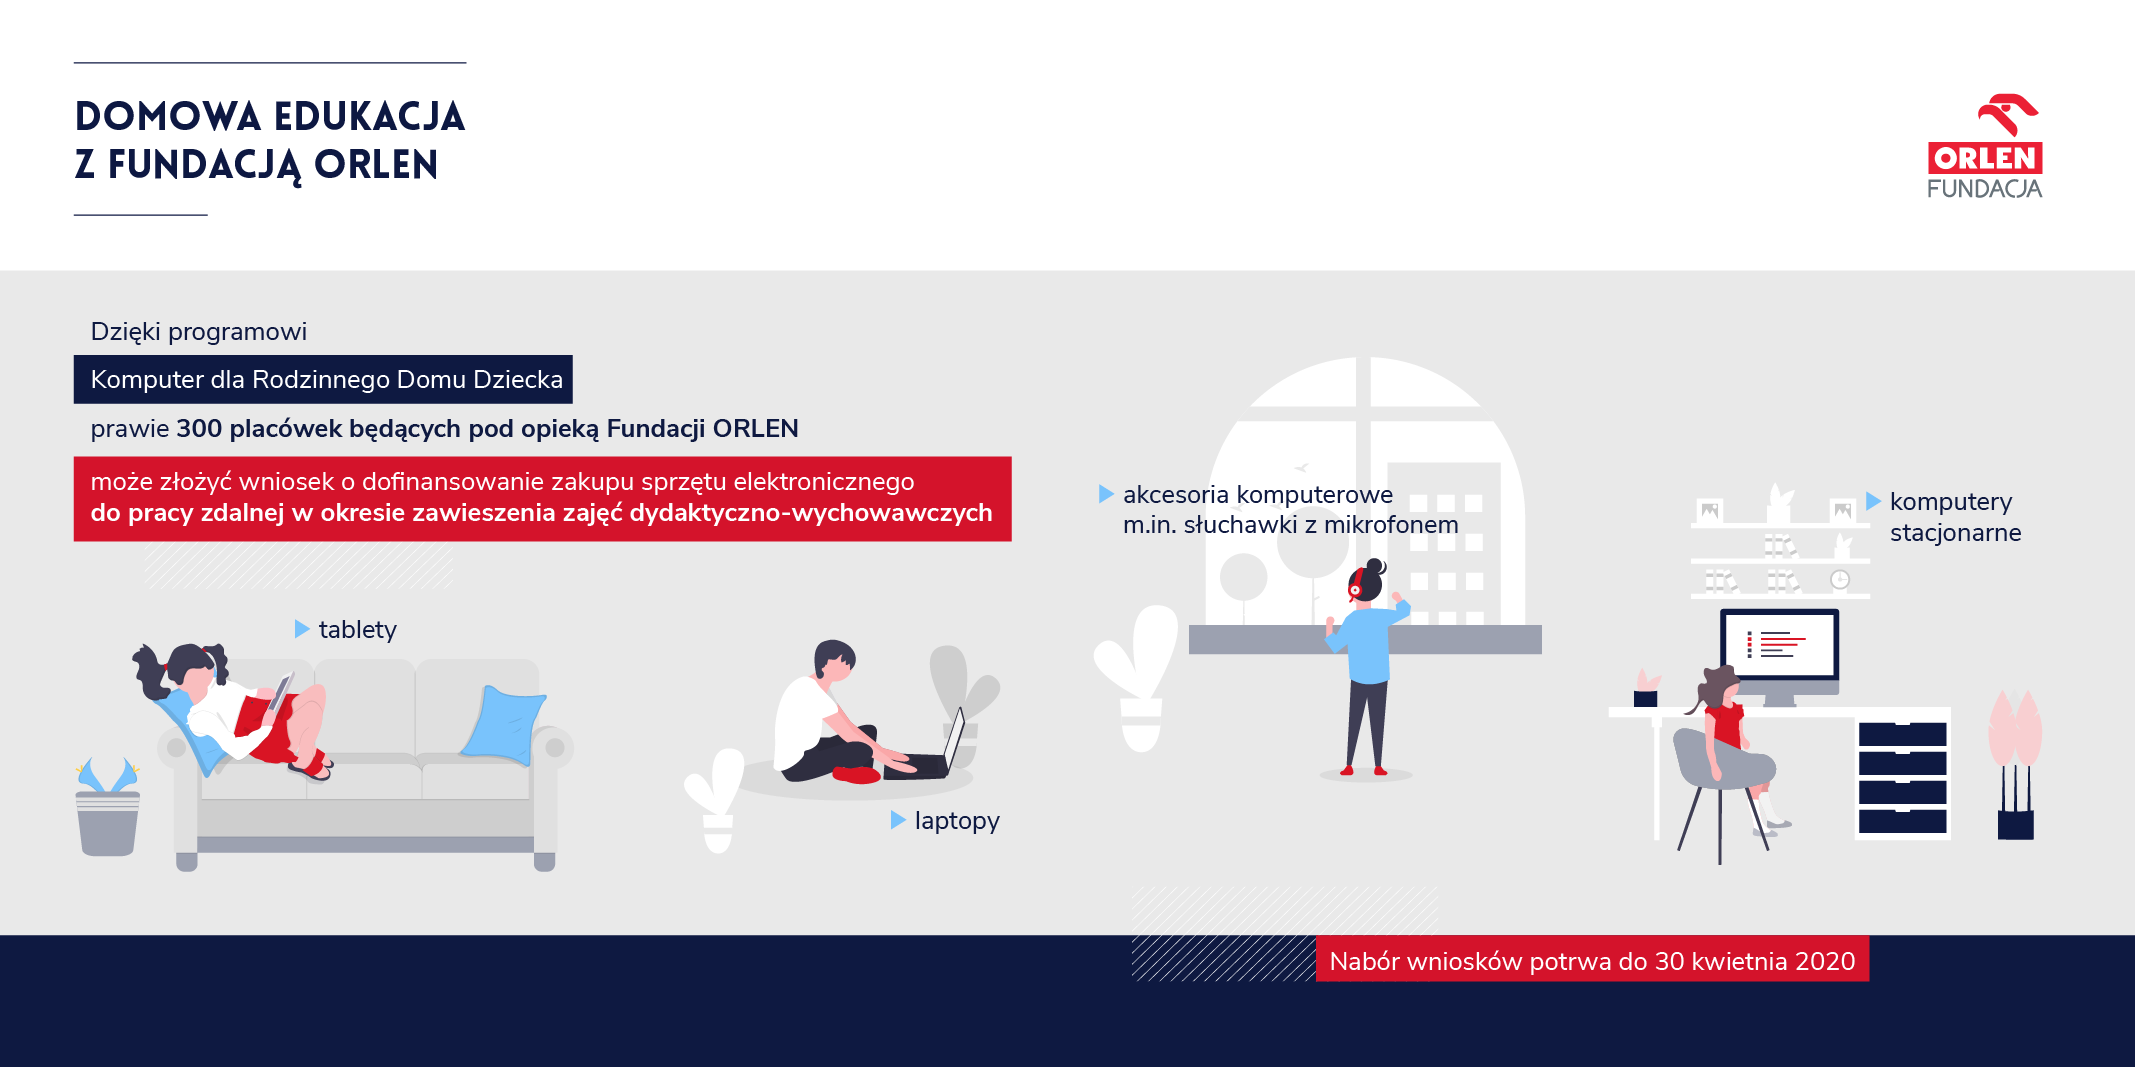 DOMOWA EDUKACJA
Z FUNDACJĄ ORLEN
ORLEN
FUNDACJA
Dzięki programowi
Komputer dla Rodzinnego Domu Dziecka
prawie 300 placówek będących pod opieką Fundacji ORLEN
może złożyć wniosek o dofinansowanie zakupu sprzętu elektronicznego
do pracy zdalnej w okresie zawieszenia zajęć dydaktyczno-wychowawczych
tablety
laptopy
akcesoria komputerowe
m.in. słuchawki z mikrofonem
komputery
stacjonarne
Nabór wniosków potrwa do 30 kwietnia 2020